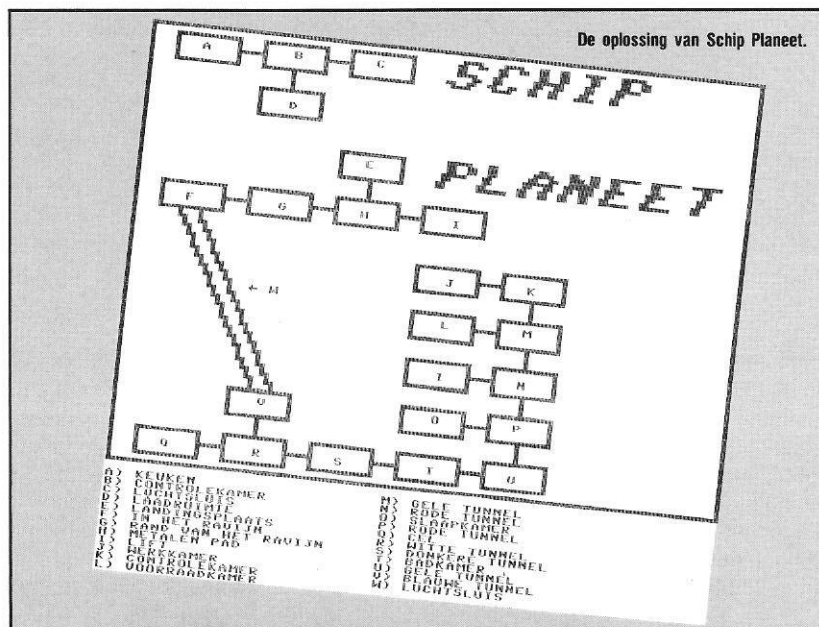 De oplossing van Schip Planeet.
SCHIP
A B C
D
PLANEET
E
F G H I
← W
J K
L M
I N
O P
V
Q R S T U
A) KEUKEN
B) CONTROLEKAMER
C) LUCHTSLUIS
D) LAADRUIMTE
E) LANDINGSPLAATS
F) IN HET RAVIJN
G) RAND VAN HET RAVIJN
H) METALEN PAD
I) LIFT
J) WERKKAMER
K) CONTROLEKAMER
L) VOORRAADKAMER
M) GELE TUNNEL
N) RODE TUNNEL
O) SLAAPKAMER
P) RODE TUNNEL
Q) CEL
R) WITTE TUNNEL
S) DONKERE TUNNEL
T) BADKAMER
U) GELE TUNNEL
V) BLAUWE TUNNEL
W) LUCHTSLUIS